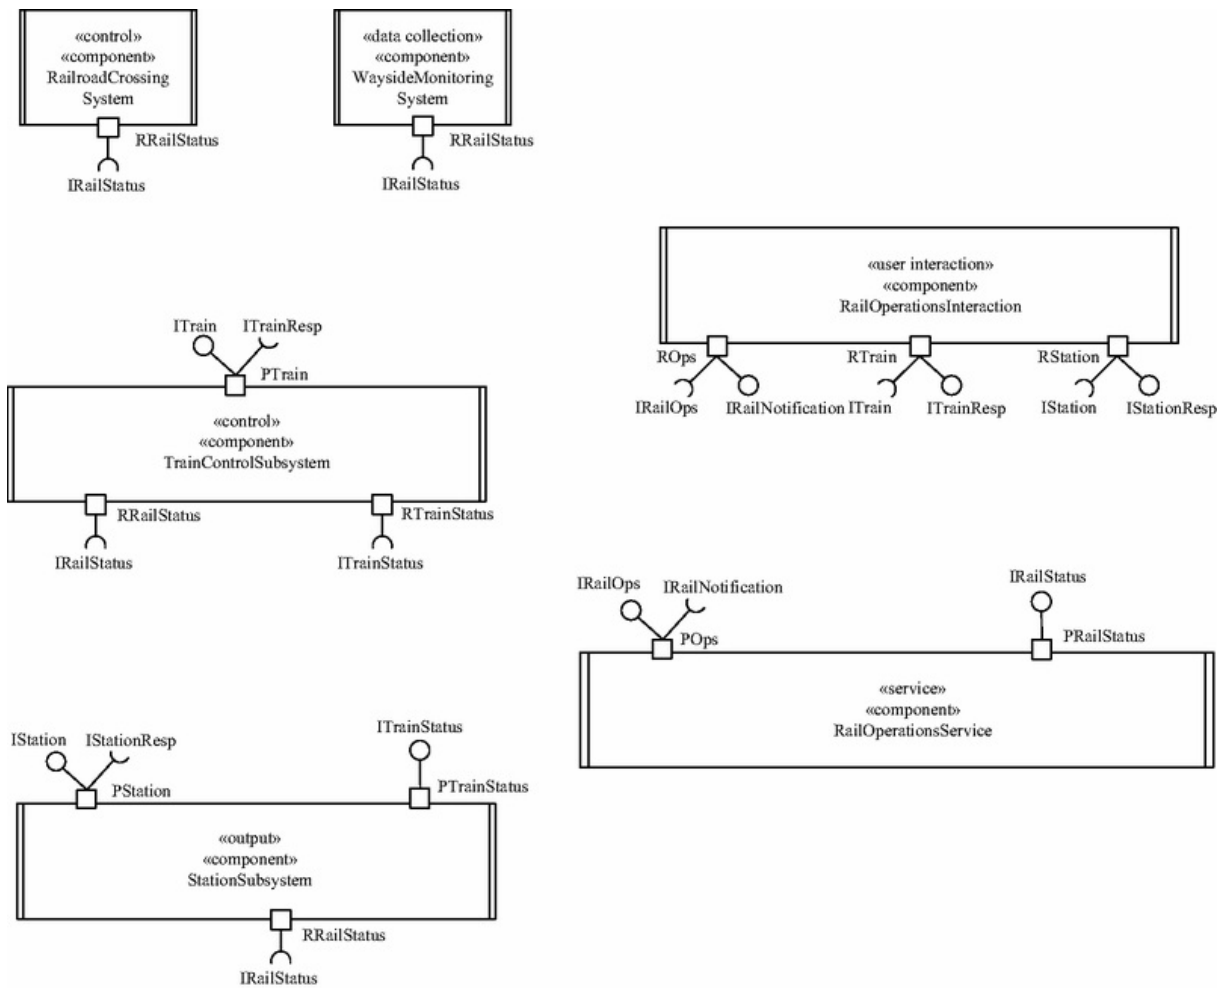 «control»
«component»
RailroadCrossing
System
RRailStatus
IRailStatus
«data collection»
«component»
WaysideMonitoring
System
RRailStatus
IRailStatus
«user interaction»
«component»
RailOperationsInteraction
ROps
RTrain
RStation
IRailOps
IRailNotification
ITrain
ITrainResp
IStation
IStationResp
ITrain
ITrainResp
PTrain
«control»
«component»
TrainControlSubsystem
RRailStatus
RTrainStatus
IRailStatus
ITrainStatus
IRailOps
IRailNotification
IRailStatus
POps
PRailStatus
«service»
«component»
RailOperationsService
IStation
IStationResp
ITrainStatus
PStation
PTrainStatus
«output»
«component»
StationSubsystem
RRailStatus
IRailStatus